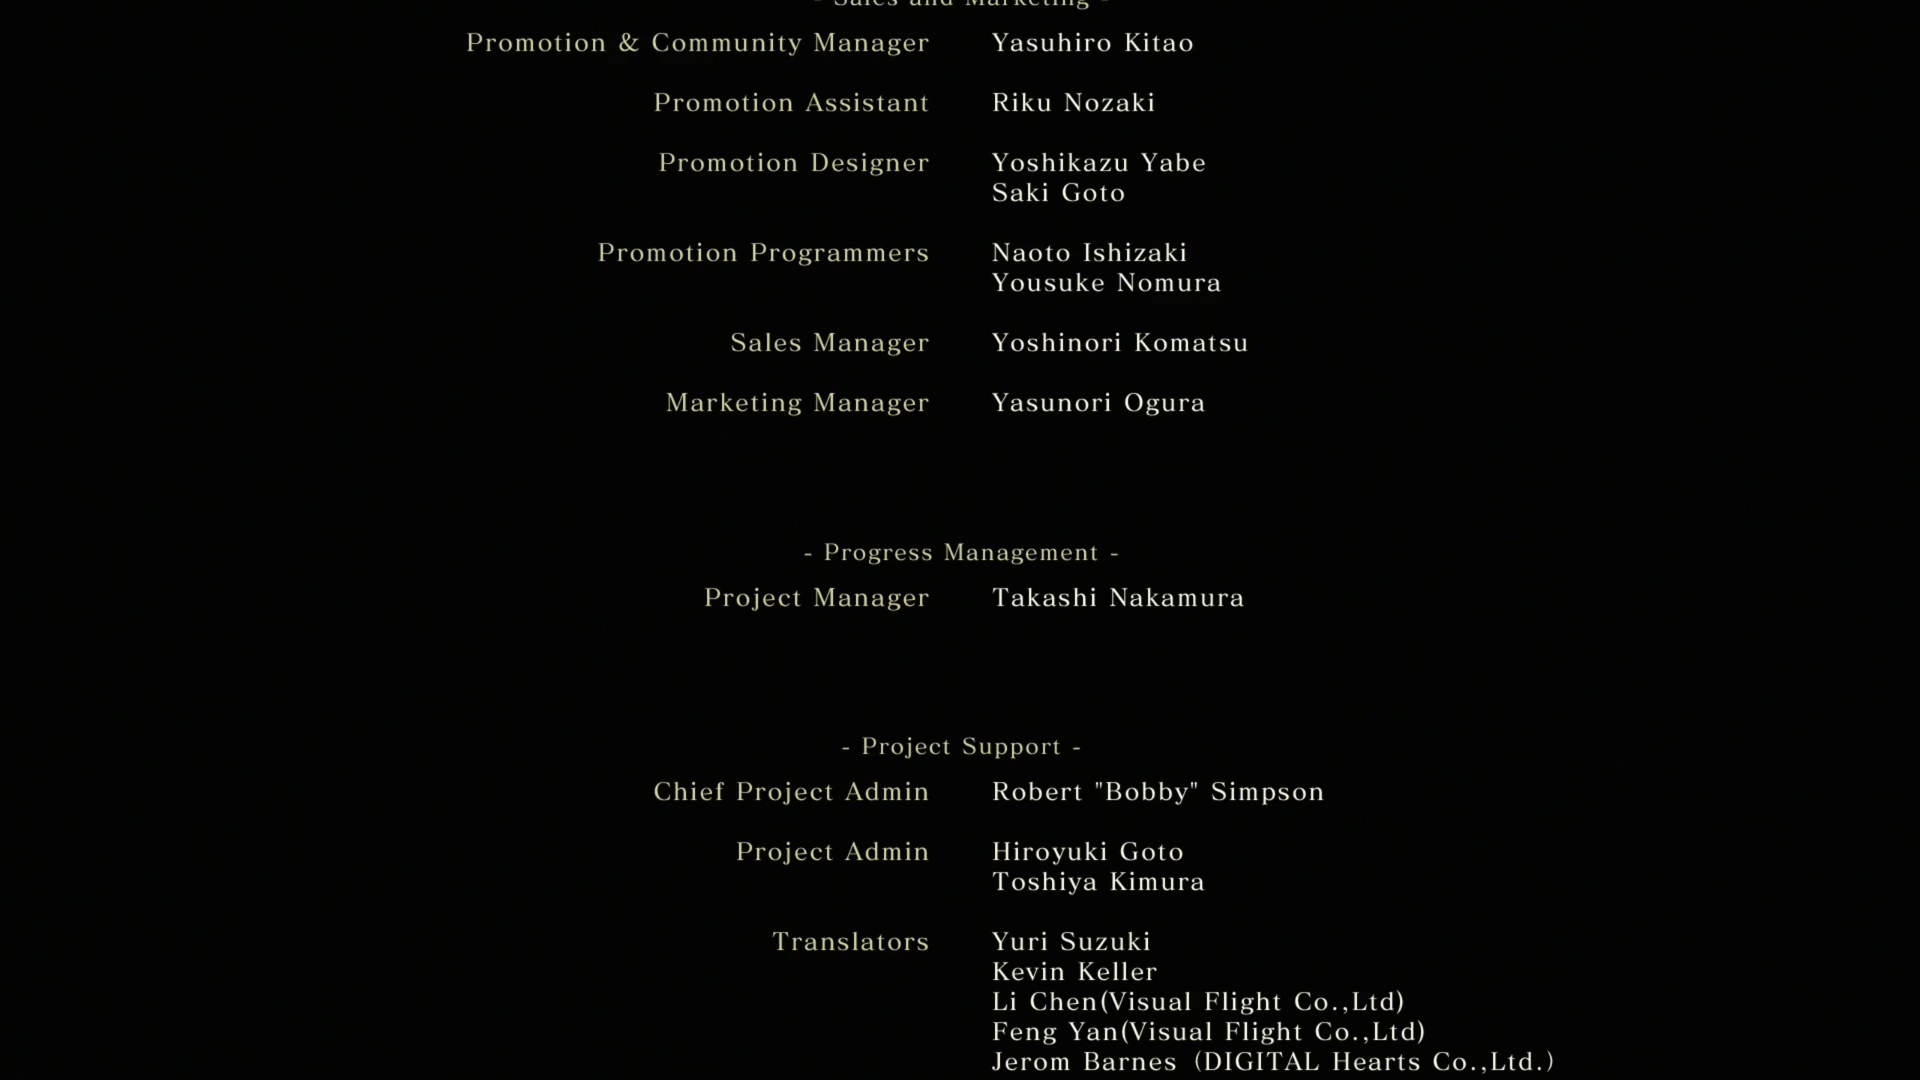 - Sales and Marketing -
Promotion & Community Manager Yasuhiro Kitao
Promotion Assistant Riku Nozaki
Promotion Designer Yoshikazu Yabe
Saki Goto
Promotion Programmers Naoto Ishizaki
Yousuke Nomura
Sales Manager Yoshinori Komatsu
Marketing Manager Yasunori Ogura
- Progress Management -
Project Manager Takashi Nakamura
- Project Support -
Chief Project Admin Robert "Bobby" Simpson
Project Admin Hiroyuki Goto
Toshiya Kimura
Translators Yuri Suzuki
Kevin Keller
Li Chen(Visual Flight Co.,Ltd)
Feng Yan(Visual Flight Co.,Ltd)
Jerom Barnes (DIGITAL Hearts Co.,Ltd.)